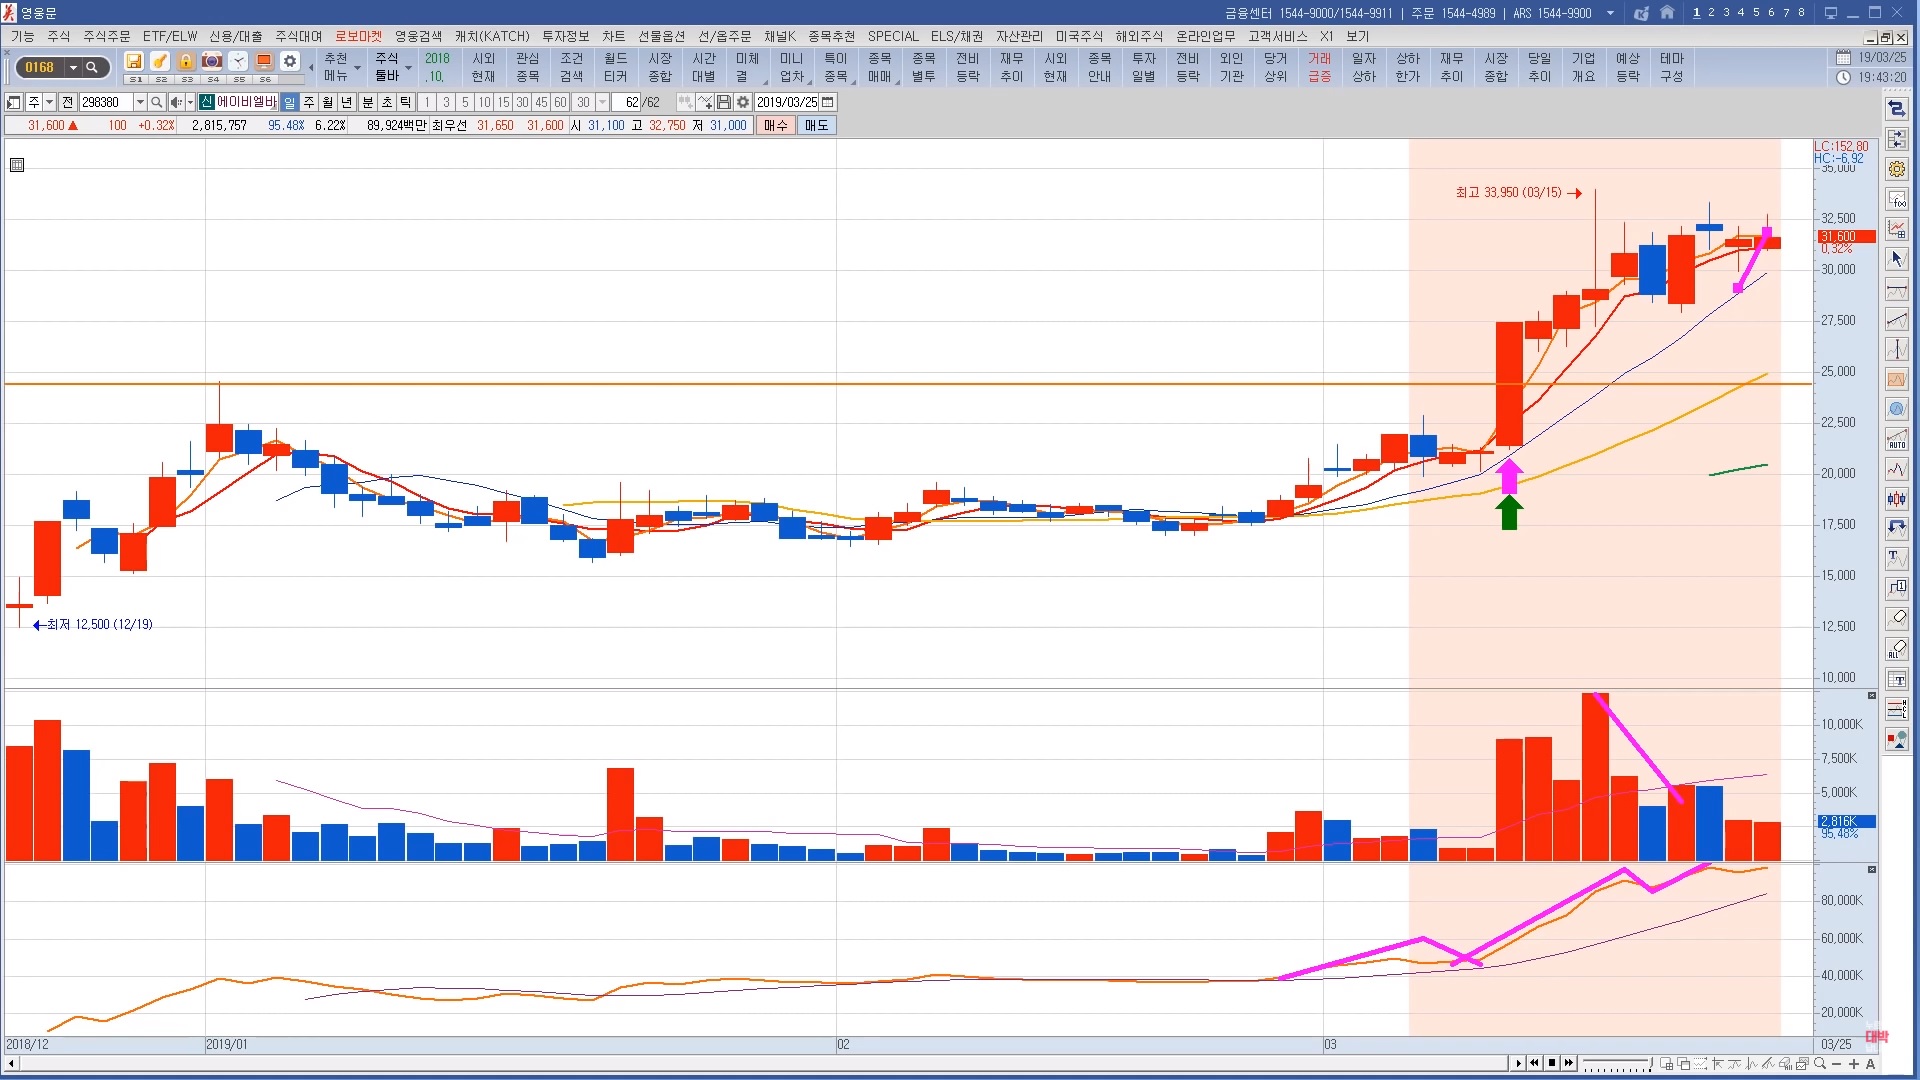 영웅문 금융센터 1544-9000/1544-9911 | 주문 1544-4989 | ARS 1544-9900 1 2 3 4 5 6 7 8
기능 주식 주식주문 ETF/ELW 신용/대출 주식대여 로보마켓 영웅검색 캐치(KATCH) 투자정보 차트 선물옵션 선/옵주문 채널K 종목추천 SPECIAL ELS/채권 자산관리 미국주식 해외주식 온라인업무 고객서비스 X1 보기
0168 추천 주식 2018 시외 관심 조건 월드 시장 시간 미체 미니 특이 종목 종목 전비 재무 시외 종목 투자 전비 외인 당거 거래 일자 상하 재무 시장 당일 기업 예상 테마 19/03/25
S1 S2 S3 S4 S5 S6 메뉴 툴바 .10. 현재 종목 검색 티커 종합 대별 결 업차 종목 매매 별투 등락 추이 현재 안내 일별 등락 기관 상위 급증 상하 한가 추이 종합 추이 개요 등락 구성 19:43:20
주 전 298380 신 에이비엘바 일 주 월 년 분 초 틱 1 3 5 10 15 30 45 60 30 62 /62 2019/03/25
31,600 ▲ 100 +0.32% 2,815,757 95.48% 6.22% 89,924백만 최우선 31,650 31,600 시 31,100 고 32,750 저 31,000 매수 매도
LC:152,80
HC:-6,92
35,000
최고 33,950 (03/15) →
32,500
31,600
0,32%
30,000
27,500
25,000
22,500
20,000
17,500
15,000
←최저 12,500 (12/19)
12,500
10,000
10,000K
7,500K
5,000K
2,816K
95,48%
80,000K
60,000K
40,000K
20,000K
대박
2018/12 2019/01 02 03 03/25
A
f(x)
AUTO
T
1
ALL
T